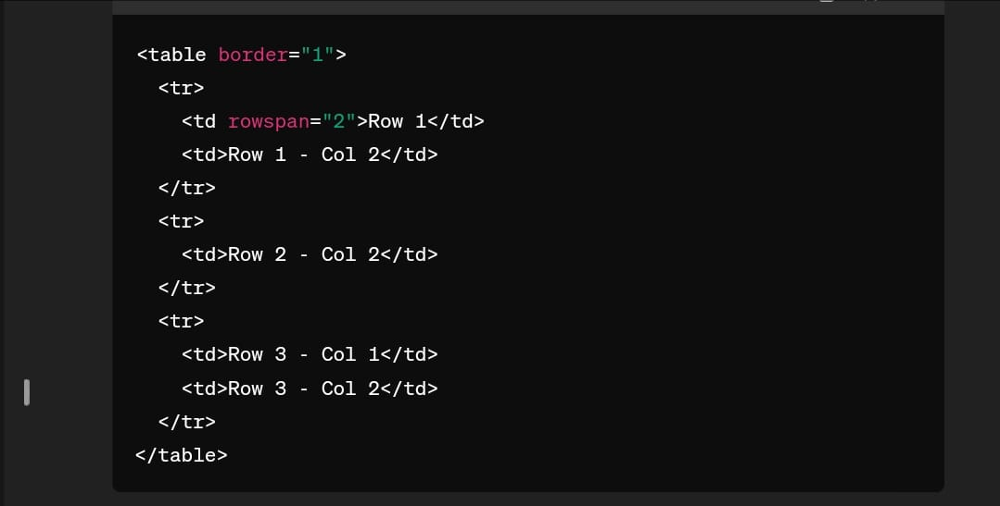 <table border="1">
<tr>
<td rowspan="2">Row 1</td>
<td>Row 1 - Col 2</td>
</tr>
<tr>
<td>Row 2 - Col 2</td>
</tr>
<tr>
<td>Row 3 - Col 1</td>
<td>Row 3 - Col 2</td>
</tr>
</table>